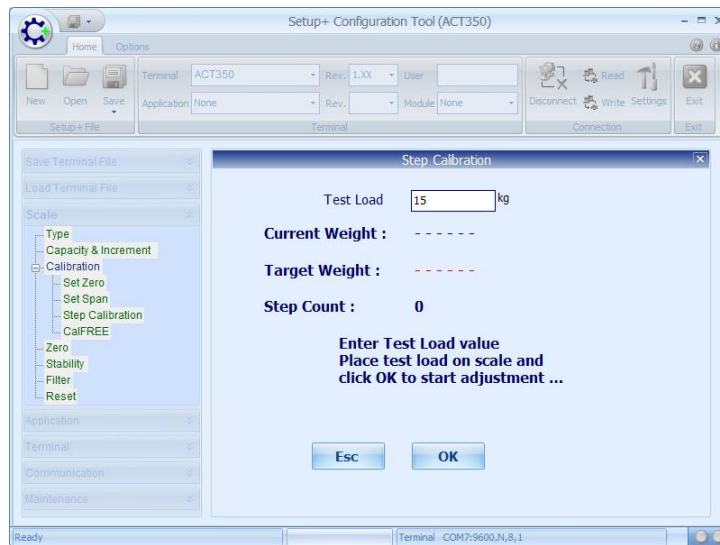 Setup+ Configuration Tool (ACT350)
Home Options
Terminal ACT350 Rev. 1.XX User
Application None Rev. Module None
New Open Save
Disconnect Read Write Settings
Exit
Setup+ File Terminal Connection Exit
Save Terminal File
Load Terminal File
Scale
Type
Capacity & Increment
Calibration
Set Zero
Set Span
Step Calibration
CalFREE
Zero
Stability
Filter
Reset
Application
Terminal
Communication
Maintenance
Step Calibration
Test Load 15 kg
Current Weight : - - - - - -
Target Weight : - - - - - -
Step Count : 0
Enter Test Load value
Place test load on scale and
click OK to start adjustment ...
Esc OK
Ready Terminal COM7:9600,N,8,1